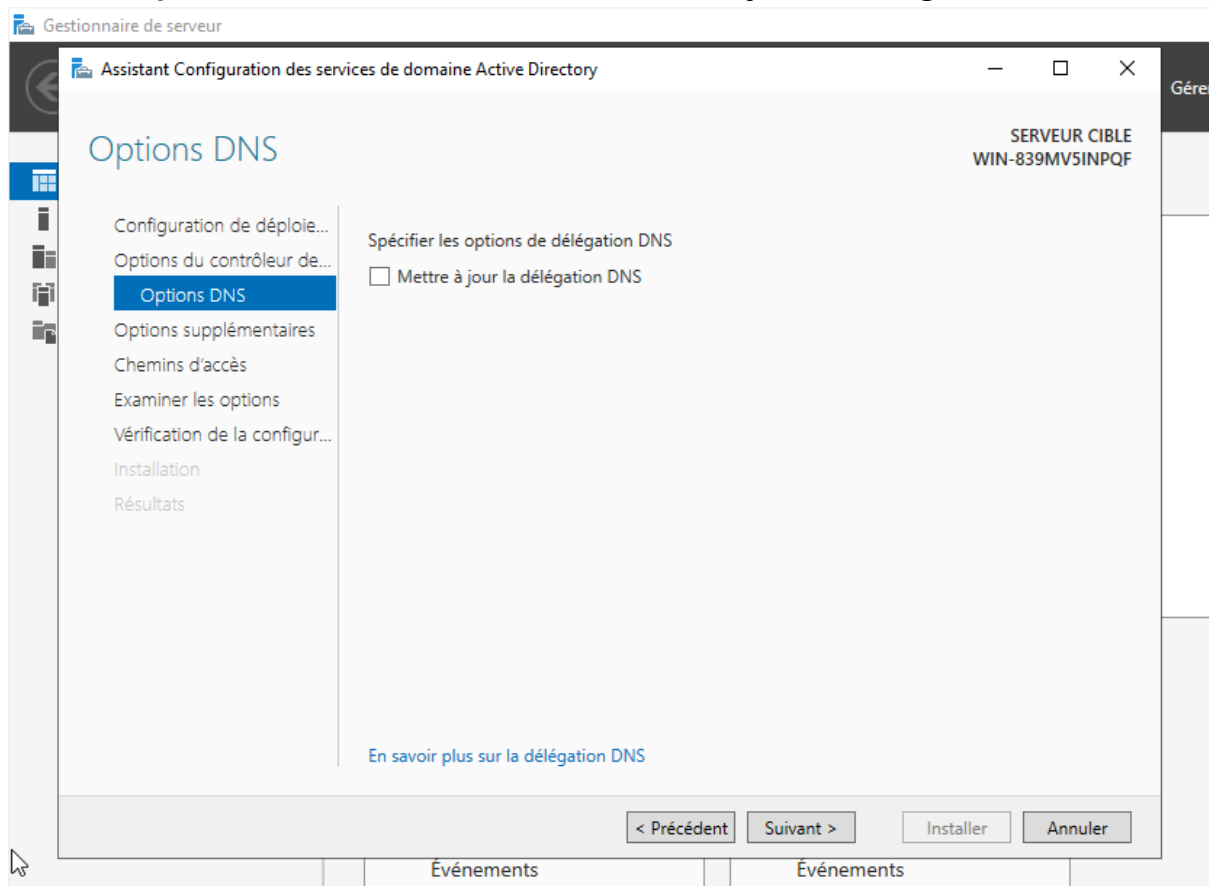 Gestionnaire de serveur
Assistant Configuration des services de domaine Active Directory
Gérer
Options DNS
SERVEUR CIBLE
WIN-839MV5INPQF
Configuration de déploie...
Options du contrôleur de...
Options DNS
Options supplémentaires
Chemins d'accès
Examiner les options
Vérification de la configur...
Installation
Résultats
Spécifier les options de délégation DNS
Mettre à jour la délégation DNS
En savoir plus sur la délégation DNS
< Précédent
Suivant >
Installer
Annuler
Événements
Événements